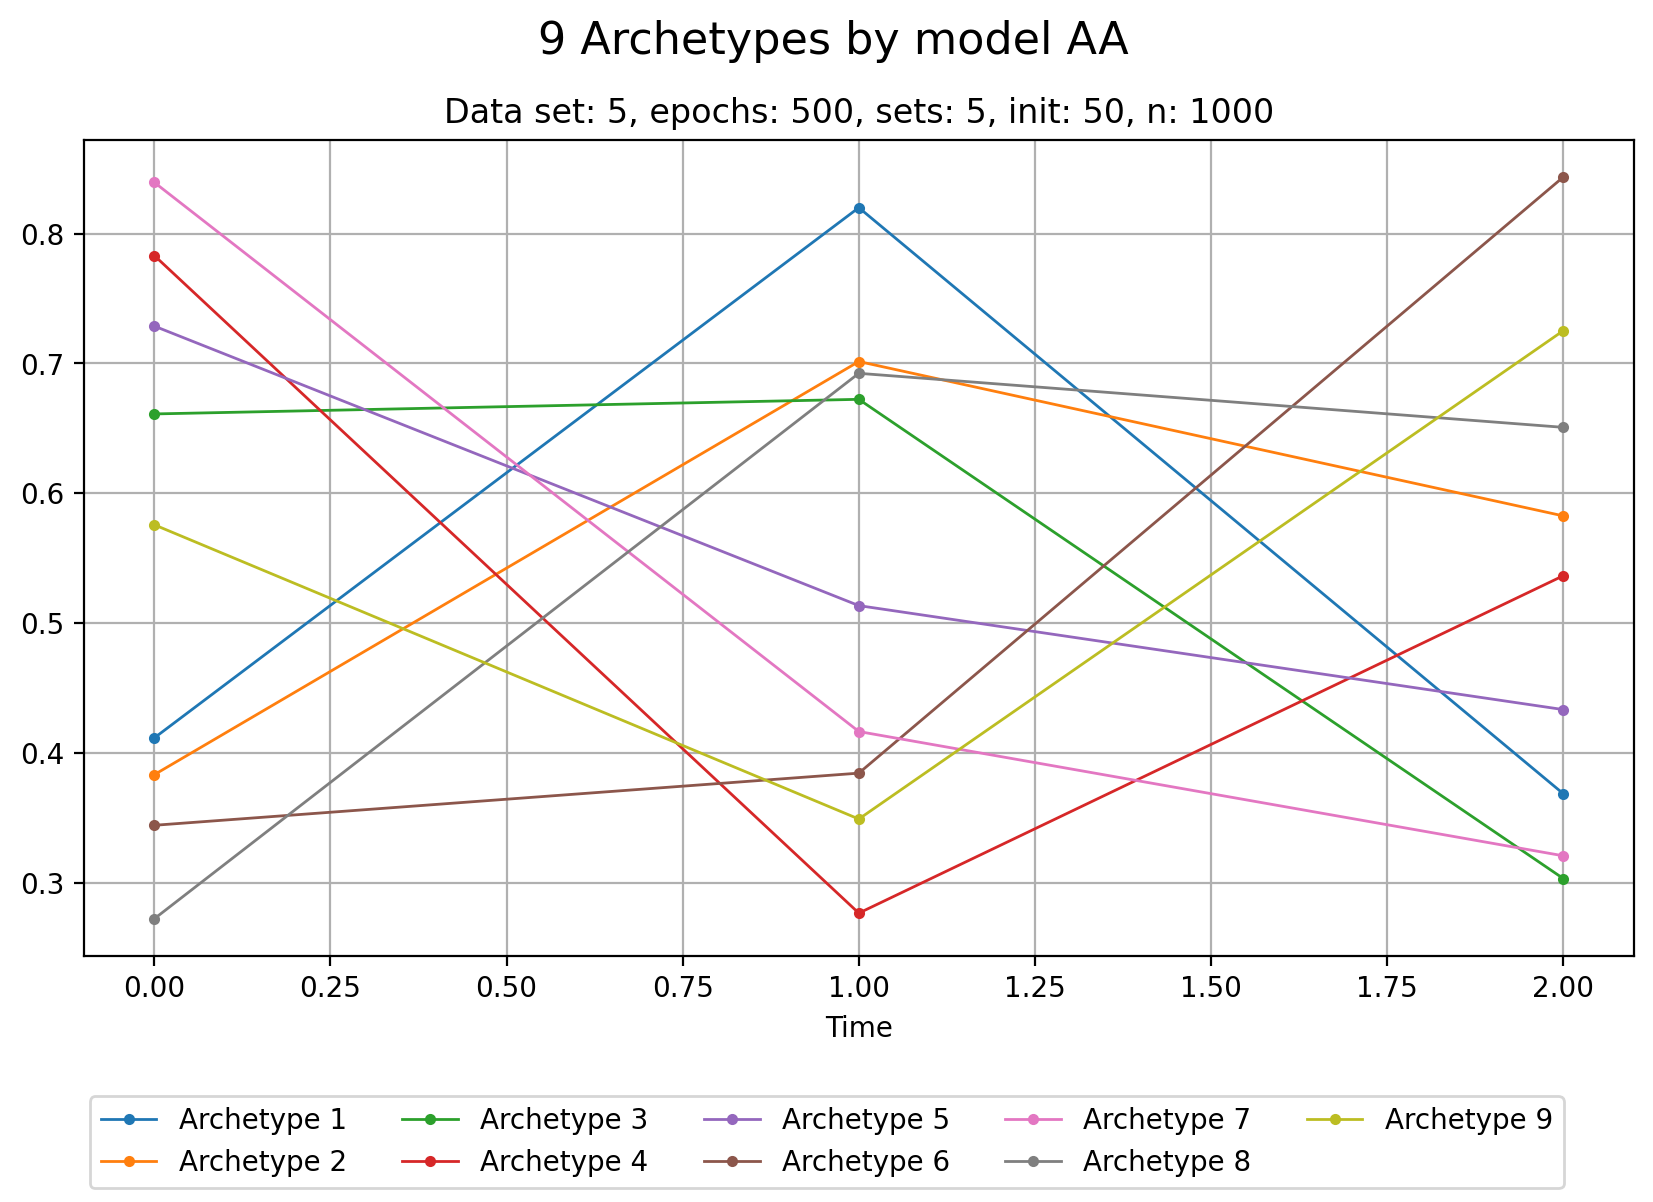 9 Archetypes by model AA
Data set: 5, epochs: 500, sets: 5, init: 50, n: 1000
0.8
0.7
0.6
0.5
0.4
0.3
0.00 0.25 0.50 0.75 1.00 1.25 1.50 1.75 2.00
Time
Archetype 1 Archetype 3 Archetype 5 Archetype 7 Archetype 9
Archetype 2 Archetype 4 Archetype 6 Archetype 8